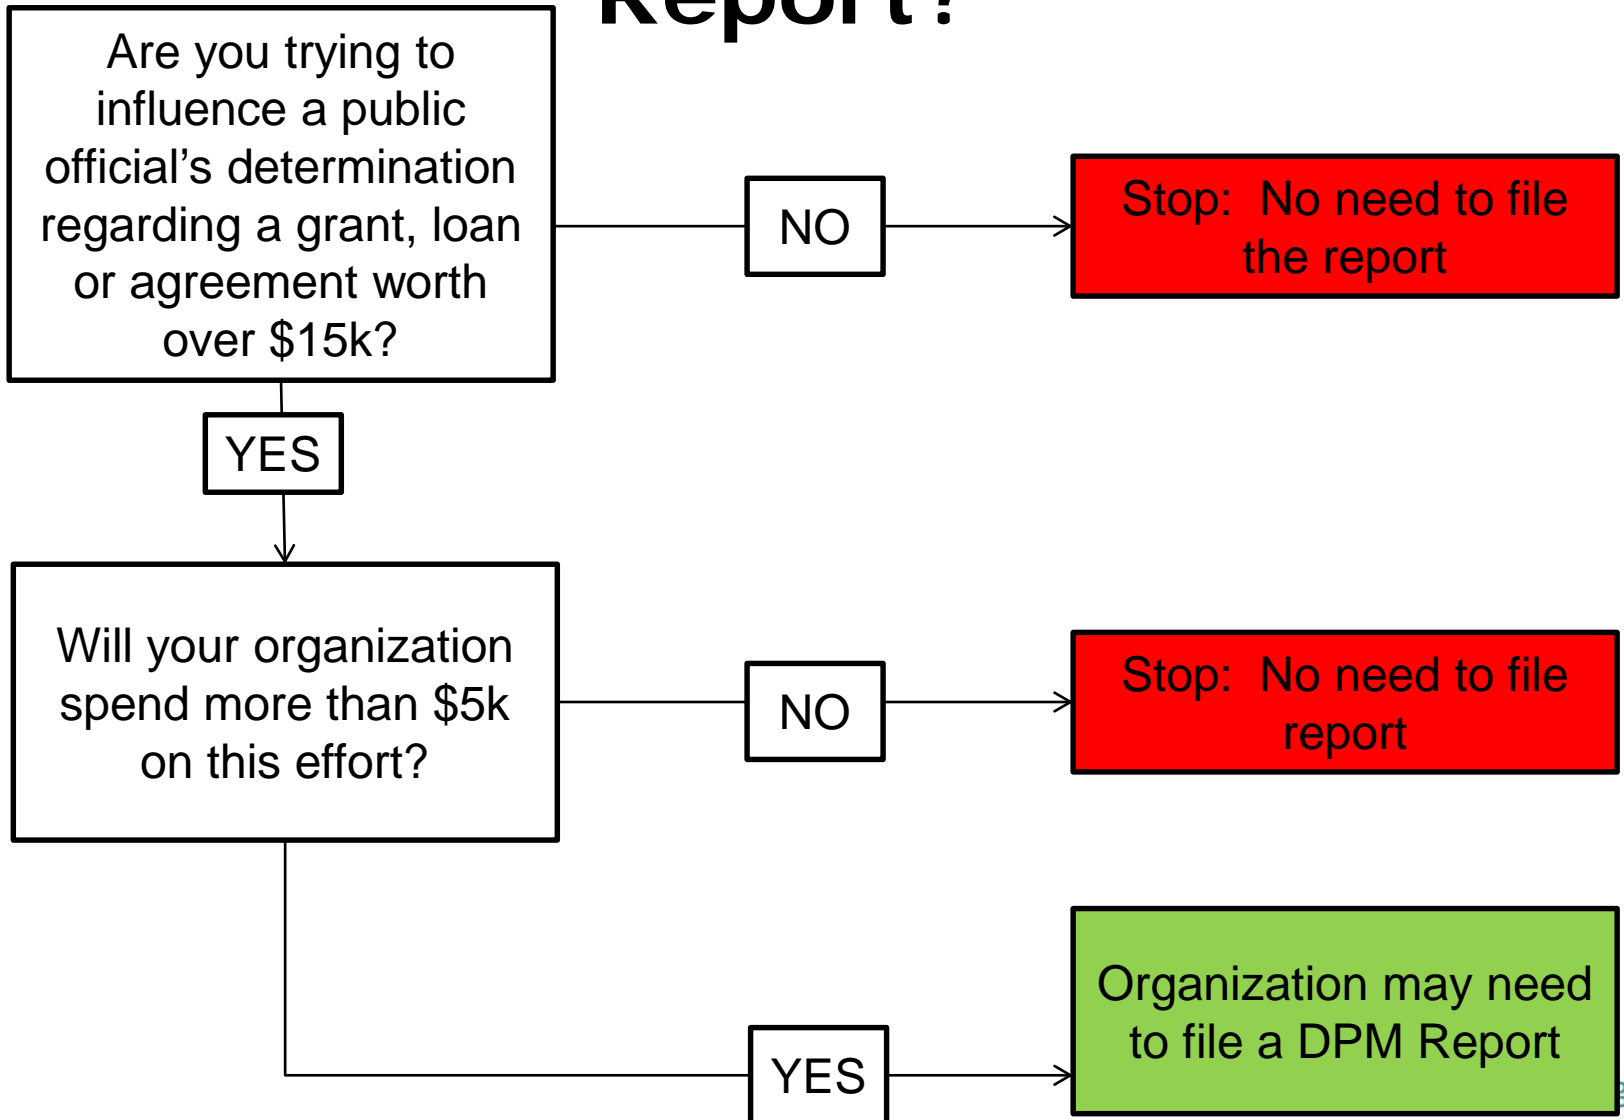 Report?
Are you trying to
influence a public
official’s determination
regarding a grant, loan
or agreement worth
over $15k?
NO
Stop:  No need to file
the report
YES
Will your organization
spend more than $5k
on this effort?
NO
Stop:  No need to file
report
YES
Organization may need
to file a DPM Report